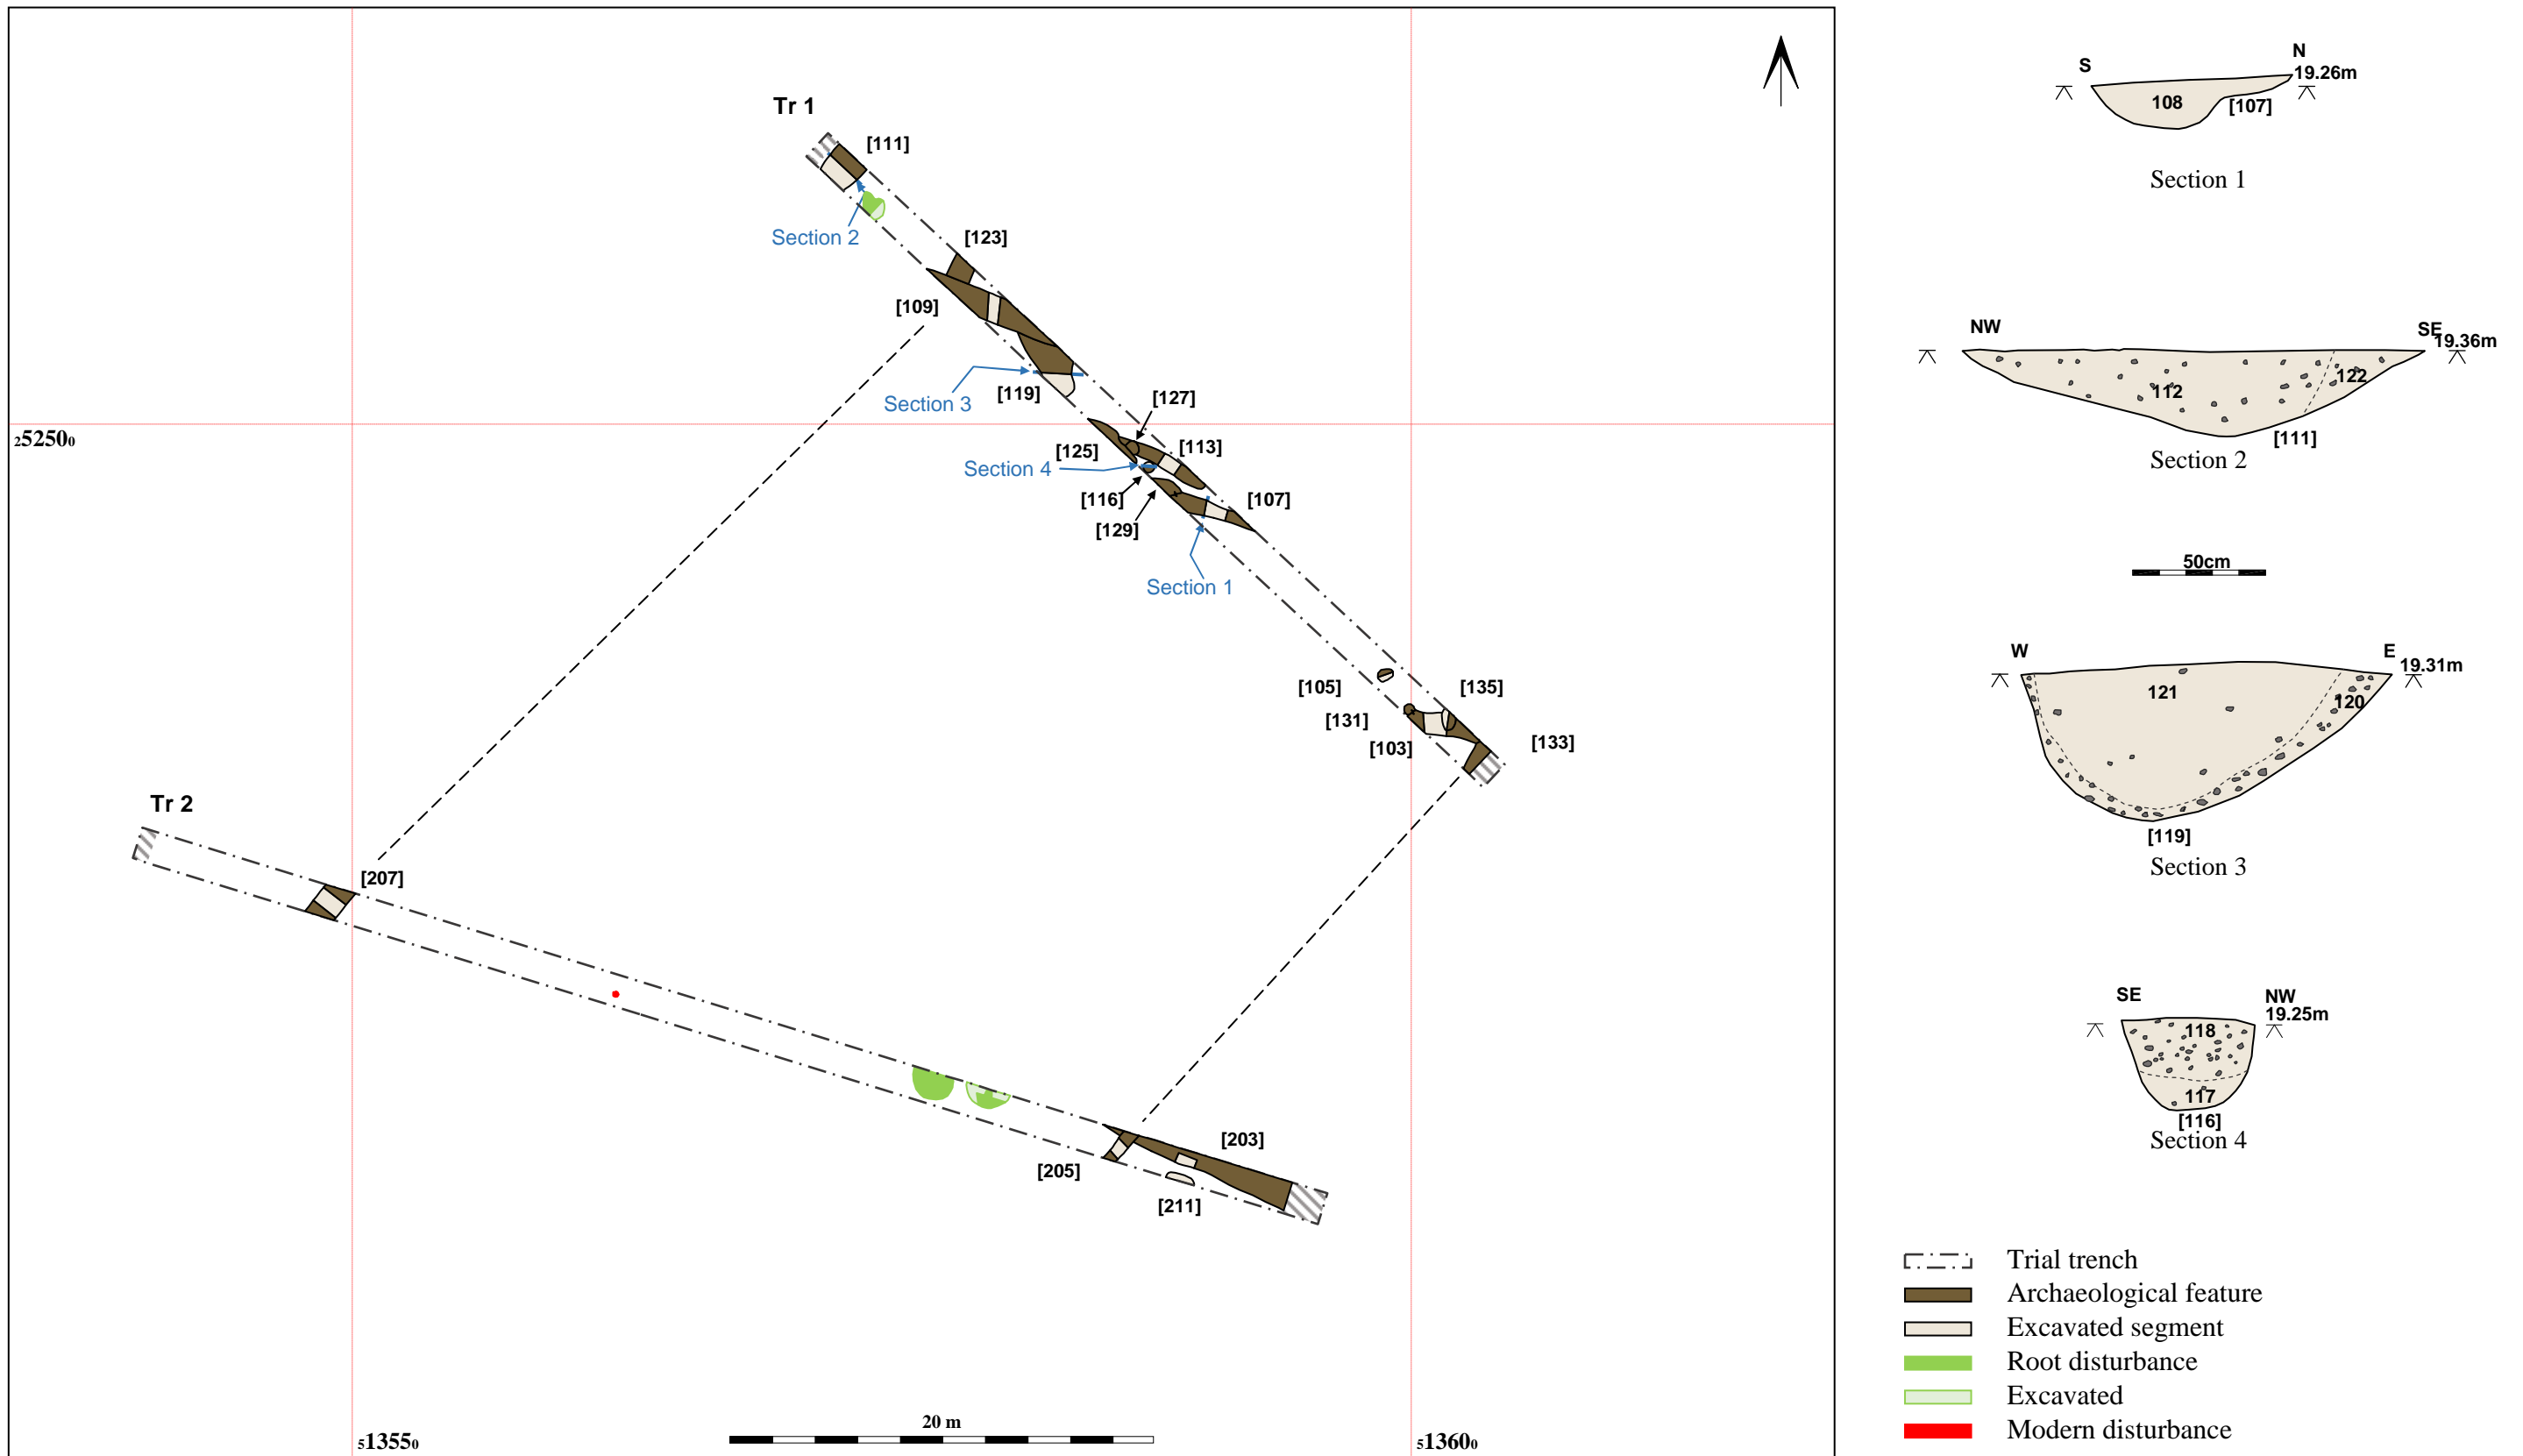 Tr 1
[111]
Section 2
[123]
[109]
[119]
Section 3
[127]
[125]
[113]
Section 4
[116]
[107]
[129]
Section 1
25250₀
[105]
[135]
[131]
[103]
[133]
Tr 2
[207]
[203]
[205]
[211]
20 m
51355₀
51360₀
S
N
19.26m
108
[107]
Section 1
NW
SE
19.36m
112
122
[111]
Section 2
50cm
W
E
19.31m
121
120
[119]
Section 3
SE
NW
19.25m
118
117
[116]
Section 4
Trial trench
Archaeological feature
Excavated segment
Root disturbance
Excavated
Modern disturbance